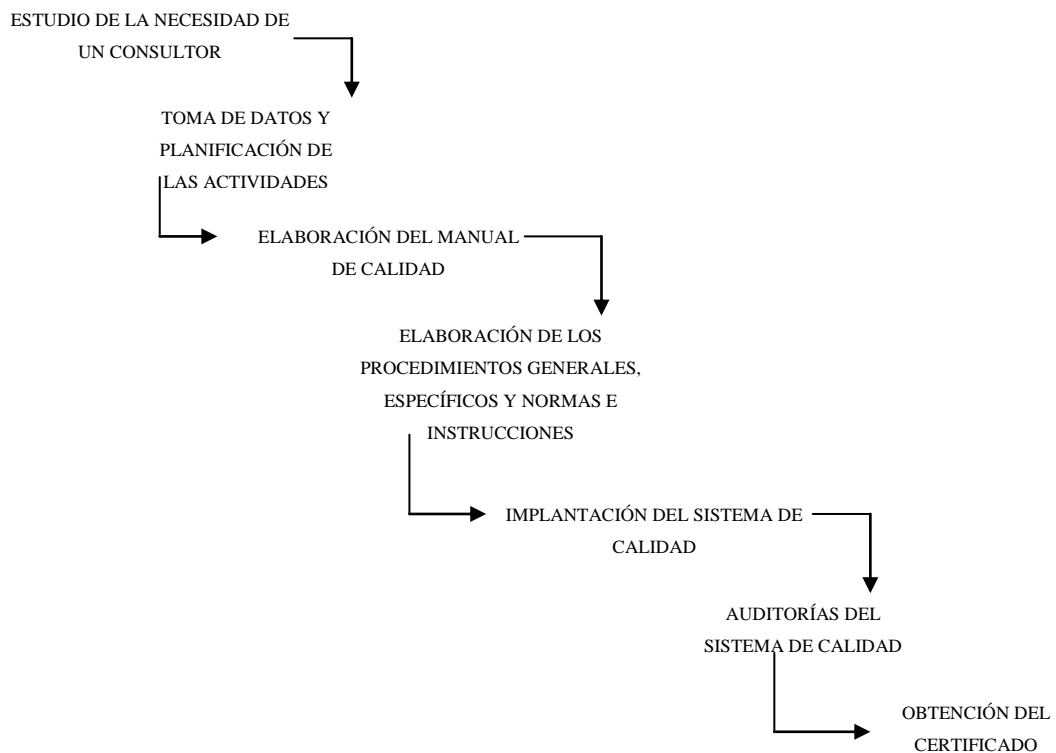 ESTUDIO DE LA NECESIDAD DE
UN CONSULTOR
TOMA DE DATOS Y
PLANIFICACIÓN DE
LAS ACTIVIDADES
ELABORACIÓN DEL MANUAL
DE CALIDAD
ELABORACIÓN DE LOS
PROCEDIMIENTOS GENERALES,
ESPECÍFICOS Y NORMAS E
INSTRUCCIONES
IMPLANTACIÓN DEL SISTEMA DE
CALIDAD
AUDITORÍAS DEL
SISTEMA DE CALIDAD
OBTENCIÓN DEL
CERTIFICADO